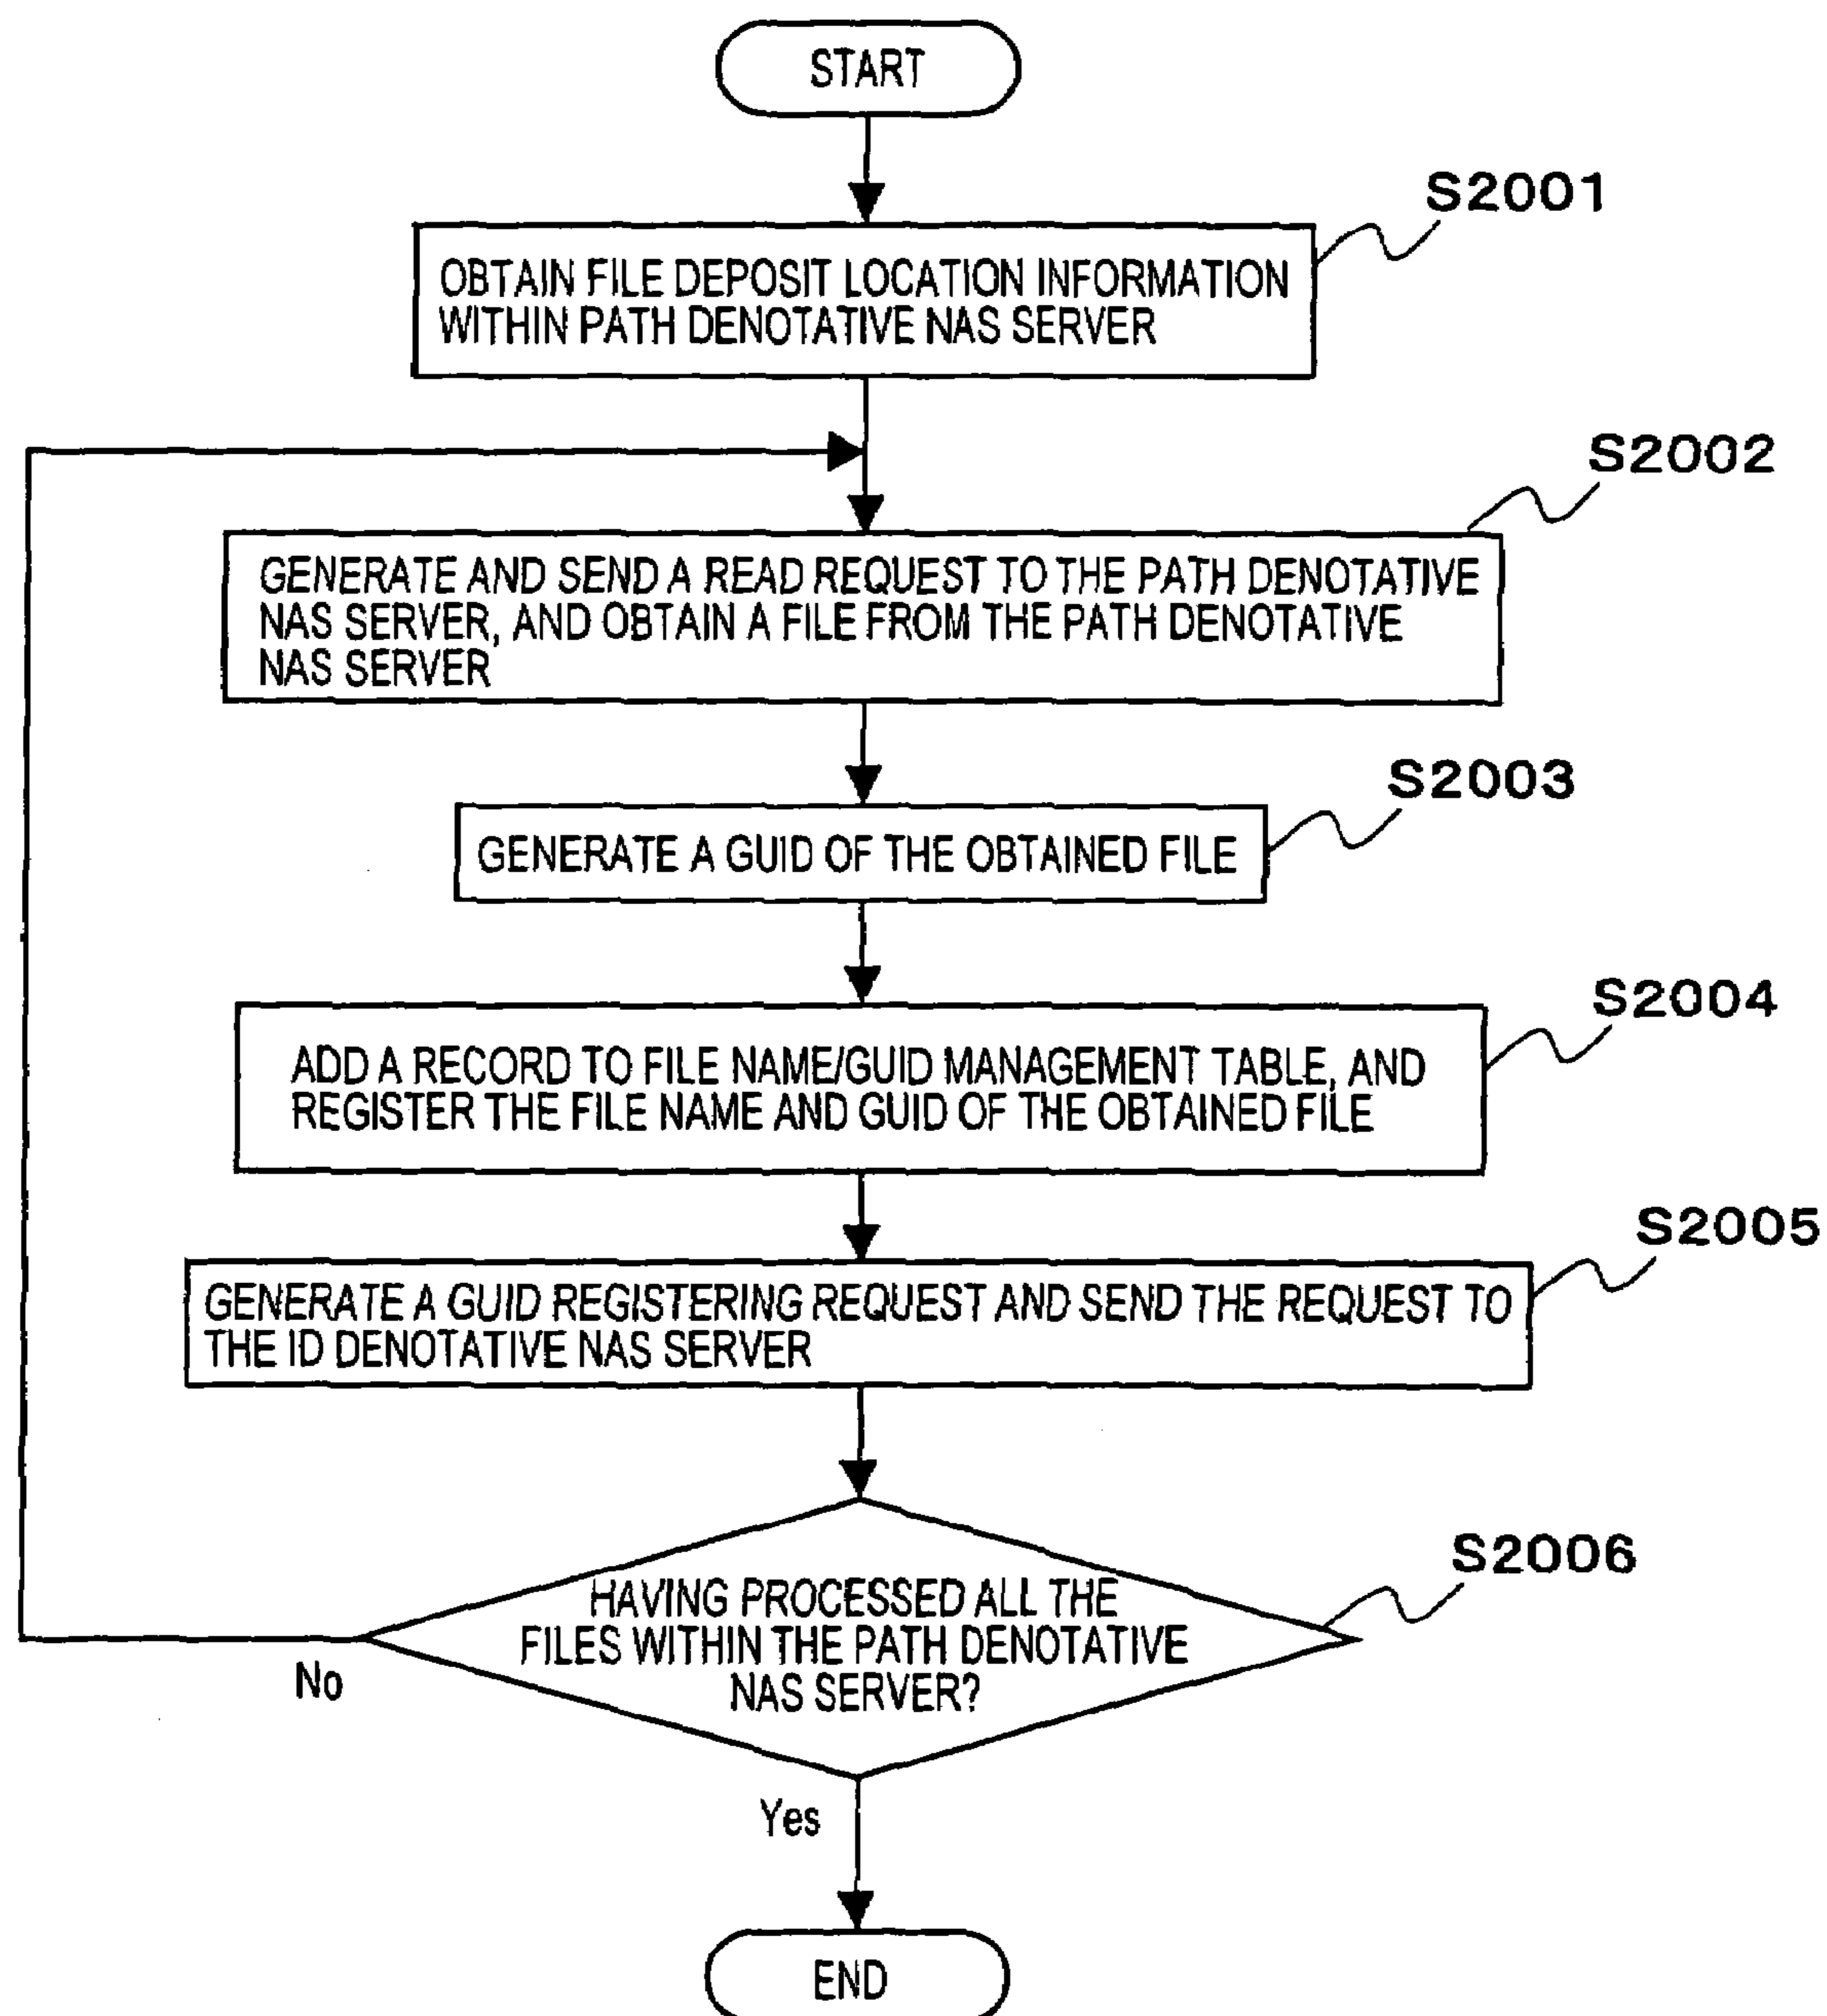 START
S2001
OBTAIN FILE DEPOSIT LOCATION INFORMATION
WITHIN PATH DENOTATIVE NAS SERVER
S2002
GENERATE AND SEND A READ REQUEST TO THE PATH DENOTATIVE
NAS SERVER, AND OBTAIN A FILE FROM THE PATH DENOTATIVE
NAS SERVER
S2003
GENERATE A GUID OF THE OBTAINED FILE
S2004
ADD A RECORD TO FILE NAME/GUID MANAGEMENT TABLE, AND
REGISTER THE FILE NAME AND GUID OF THE OBTAINED FILE
S2005
GENERATE A GUID REGISTERING REQUEST AND SEND THE REQUEST TO
THE ID DENOTATIVE NAS SERVER
S2006
HAVING PROCESSED ALL THE
FILES WITHIN THE PATH DENOTATIVE
NAS SERVER?
No
Yes
END